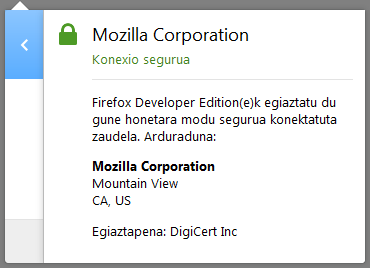 Mozilla Corporation
Konexio segurua
Firefox Developer Edition(e)k egiaztatu du
gune honetara modu segurua konektatuta
zaudela. Arduraduna:
Mozilla Corporation
Mountain View
CA, US
Egiaztapena: DigiCert Inc